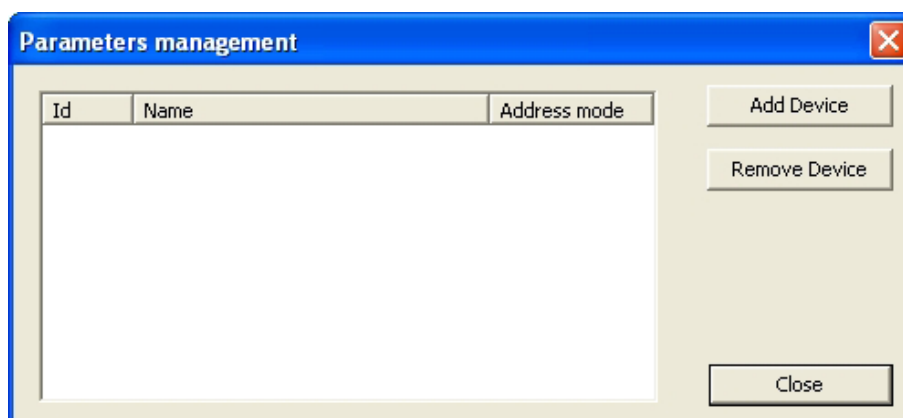 Parameters management
Id Name Address mode
Add Device
Remove Device
Close